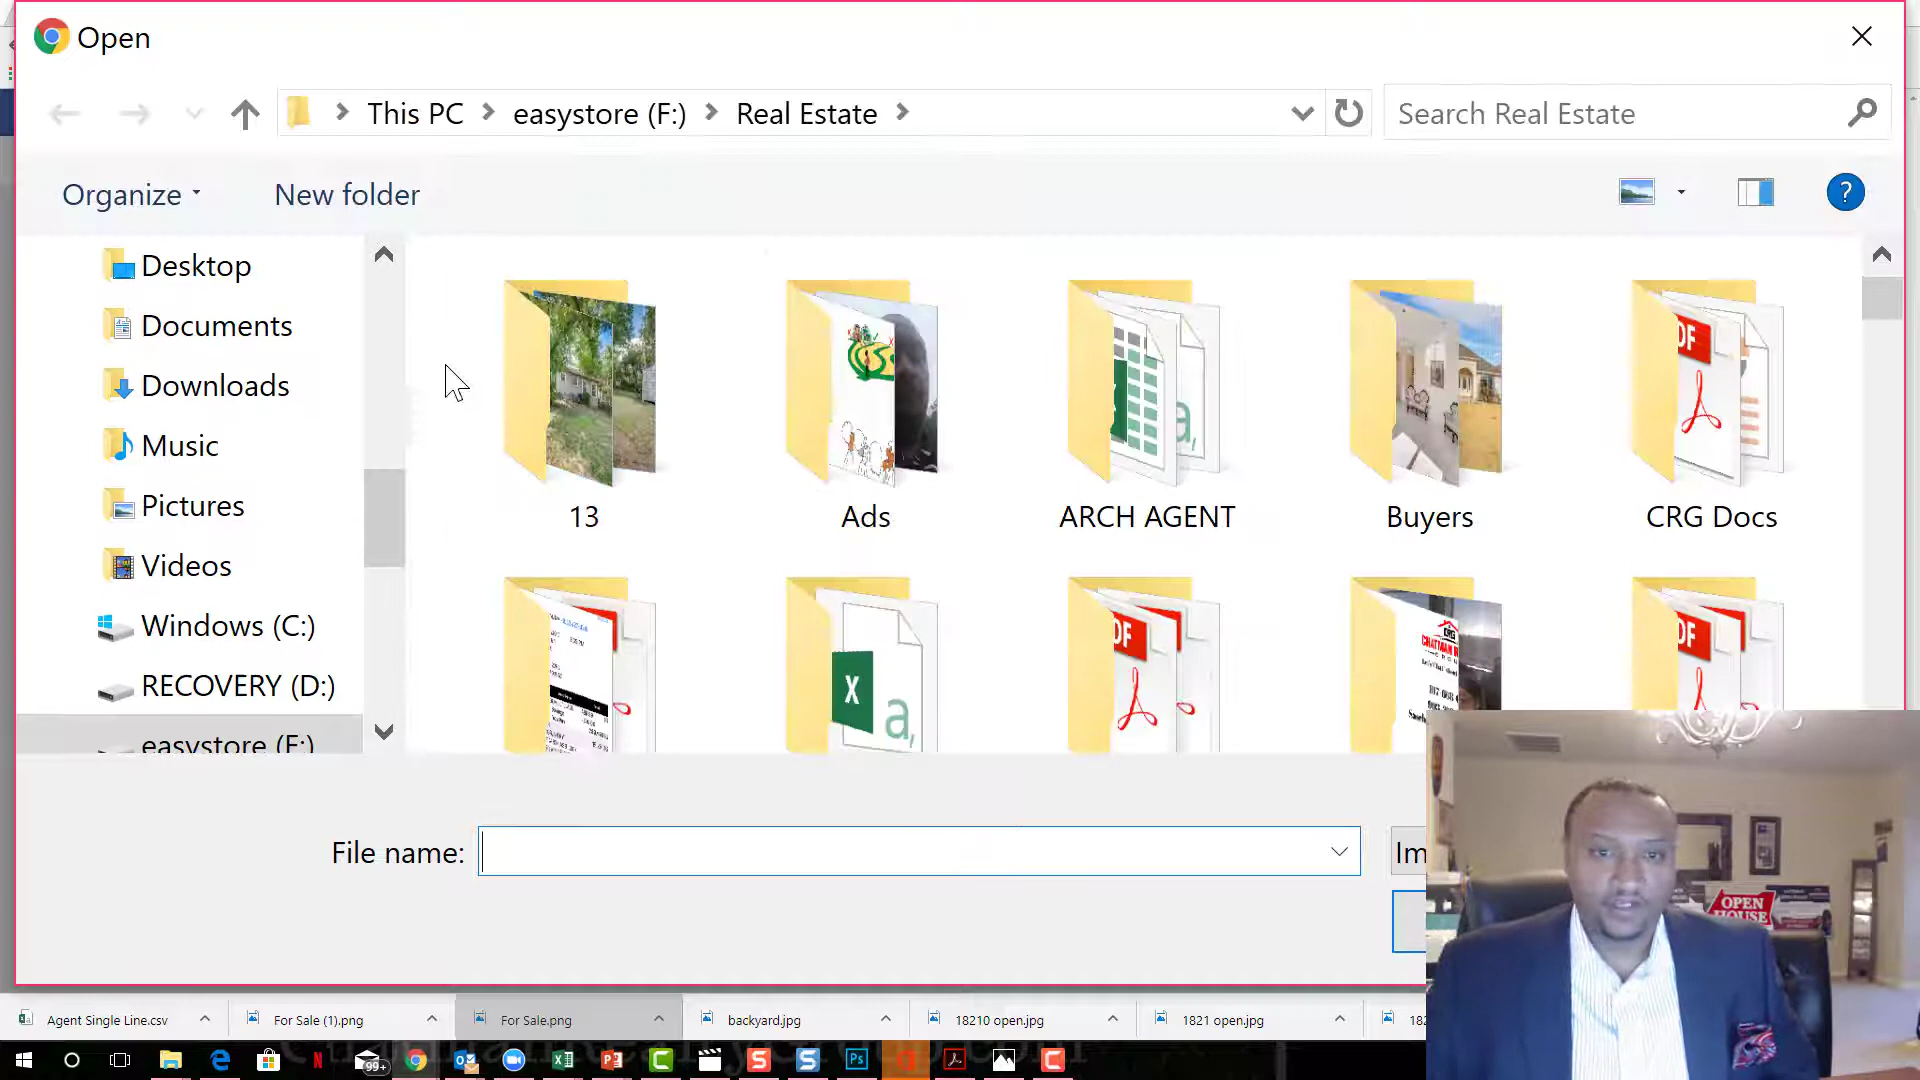 Open
This PC
easystore (F:)
Real Estate
Search Real Estate
Organize
New folder
?
Desktop
Documents
Downloads
Music
Pictures
Videos
Windows (C:)
RECOVERY (D:)
easystore (F:)
13
Ads
ARCH AGENT
Buyers
CRG Docs
File name:
Im
OPEN
HOUSE
Agent Single Line.csv
For Sale (1).png
For Sale.png
backyard.jpg
18210 open.jpg
1821 open.jpg
182
99+